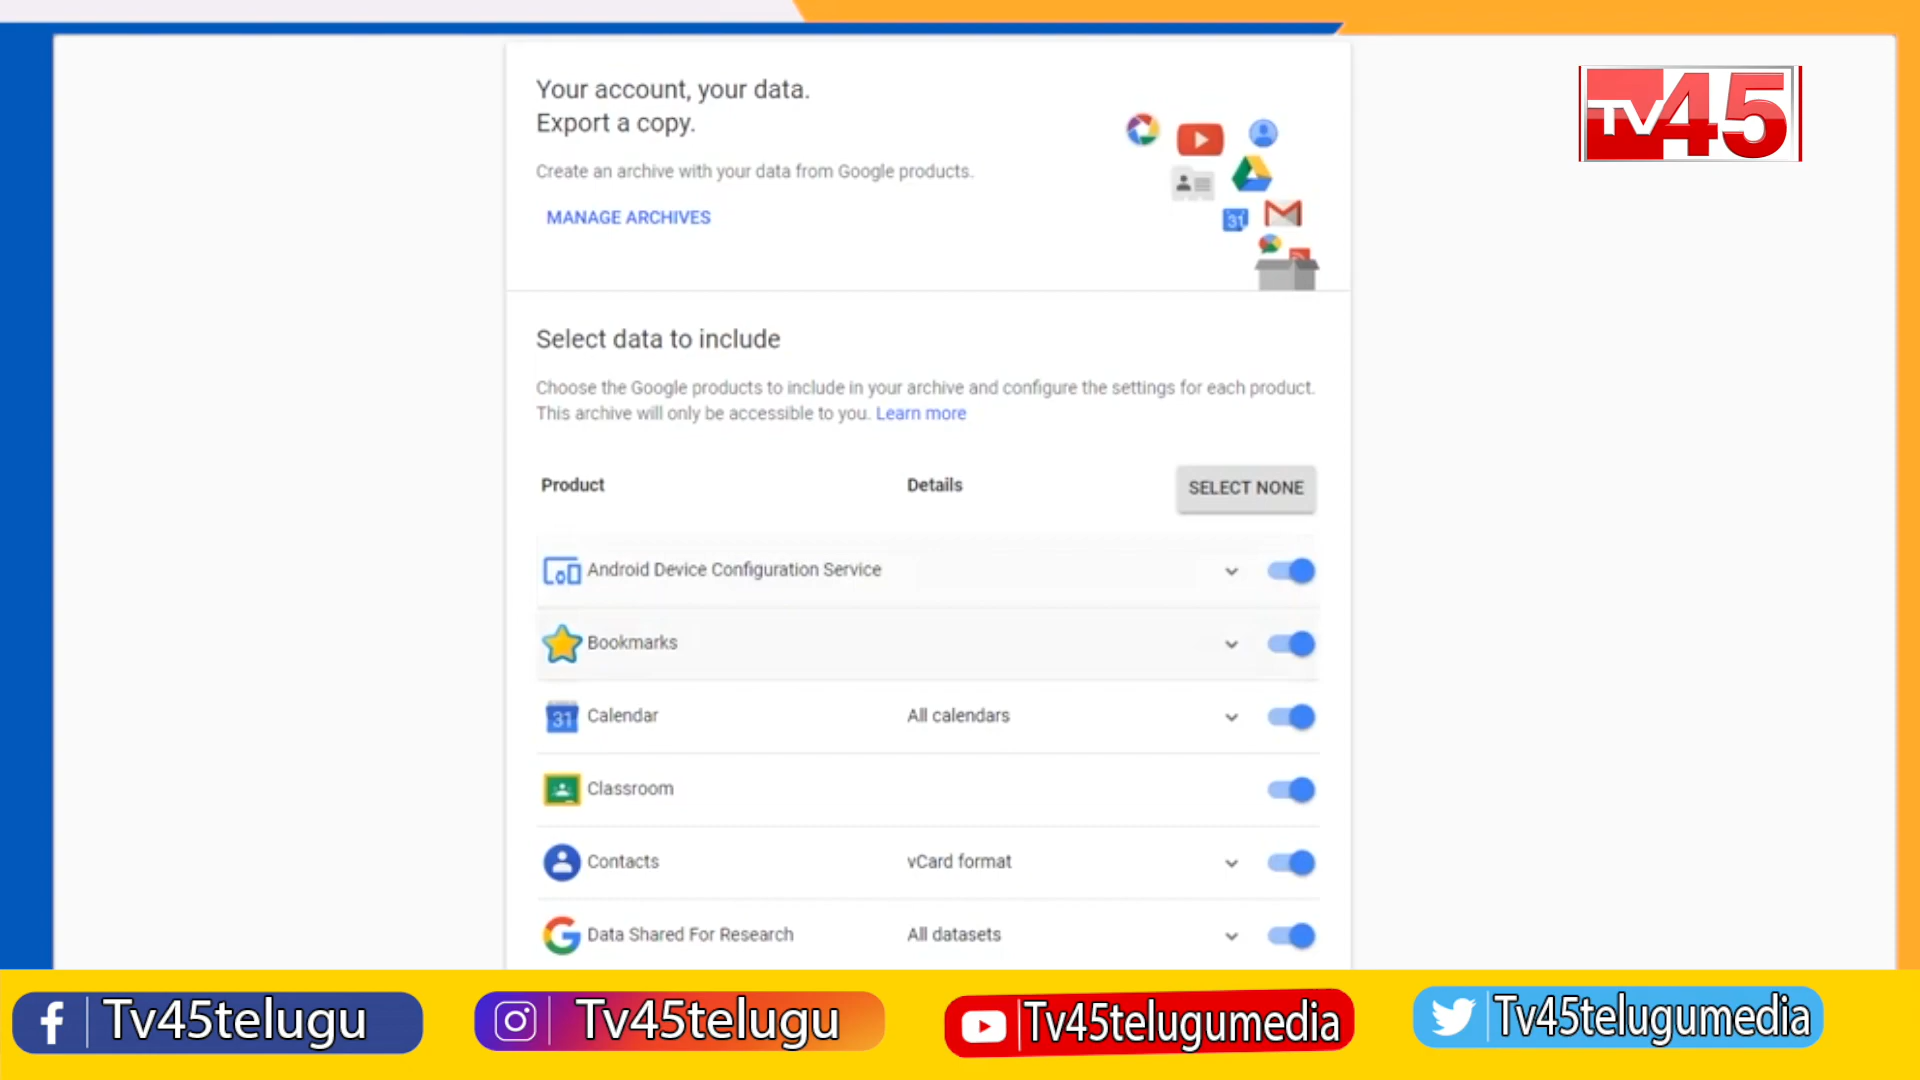 Your account, your data.
Export a copy.
Create an archive with your data from Google products.
MANAGE ARCHIVES
31
TV45
Select data to include
Choose the Google products to include in your archive and configure the settings for each product.
This archive will only be accessible to you. Learn more
Product Details SELECT NONE
Android Device Configuration Service
Bookmarks
31 Calendar All calendars
Classroom
Contacts vCard format
Data Shared For Research All datasets
Tv45telugu Tv45telugu Tv45telugumedia Tv45telugumedia